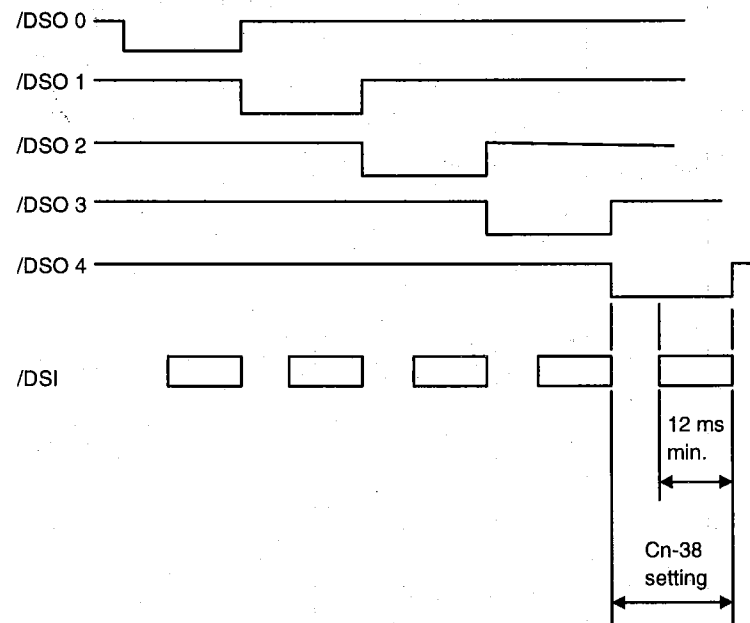 /DSO 0
/DSO 1
/DSO 2
/DSO 3
/DSO 4
/DSI
12 ms
min.
Cn-38
setting